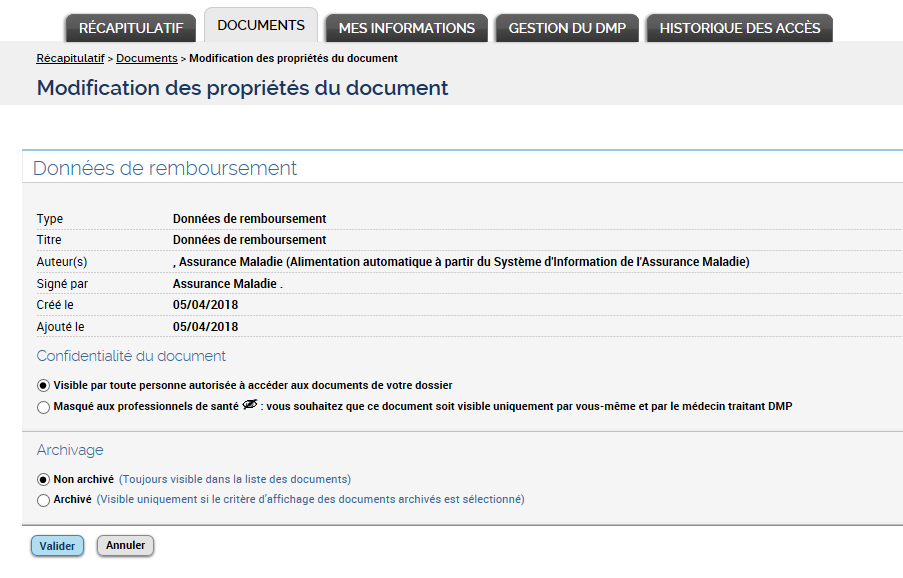 RÉCAPITULATIF DOCUMENTS MES INFORMATIONS GESTION DU DMP HISTORIQUE DES ACCÈS
Récapitulatif > Documents > Modification des propriétés du document
Modification des propriétés du document
Données de remboursement
Type Données de remboursement
Titre Données de remboursement
Auteur(s) , Assurance Maladie (Alimentation automatique à partir du Système d'Information de l'Assurance Maladie)
Signé par Assurance Maladie .
Créé le 05/04/2018
Ajouté le 05/04/2018
Confidentialité du document
Visible par toute personne autorisée à accéder aux documents de votre dossier
Masqué aux professionnels de santé : vous souhaitez que ce document soit visible uniquement par vous-même et par le médecin traitant DMP
Archivage
Non archivé (Toujours visible dans la liste des documents)
Archivé (Visible uniquement si le critère d'affichage des documents archivés est sélectionné)
Valider Annuler